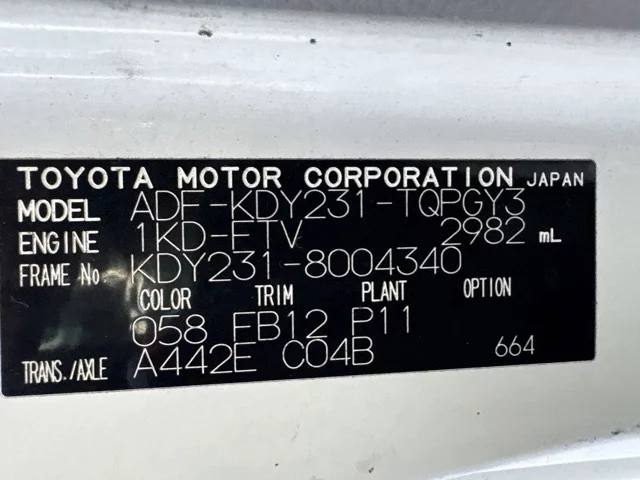 TOYOTA MOTOR CORPORATION JAPAN
MODEL ADF-KDY231-TQPGY3
ENGINE 1KD-FTV 2982 mL
FRAME No. KDY231-8004340
COLOR TRIM PLANT OPTION
058 FB12 P11
TRANS./AXLE A442E C04B 664